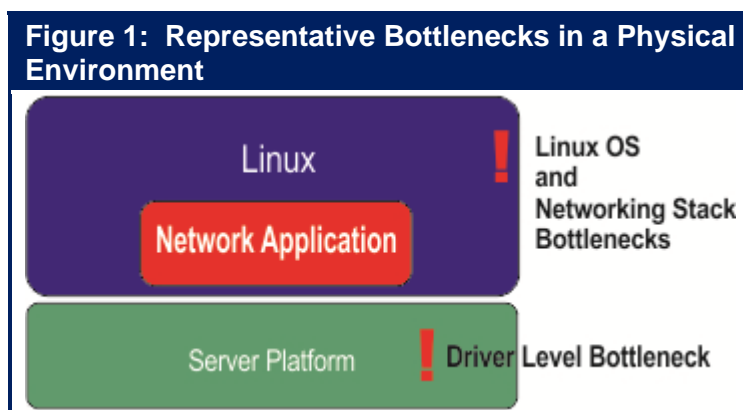 Figure 1: Representative Bottlenecks in a Physical
Environment
Linux
Network Application
! Linux OS
and
Networking Stack
Bottlenecks
Server Platform
! Driver Level Bottleneck